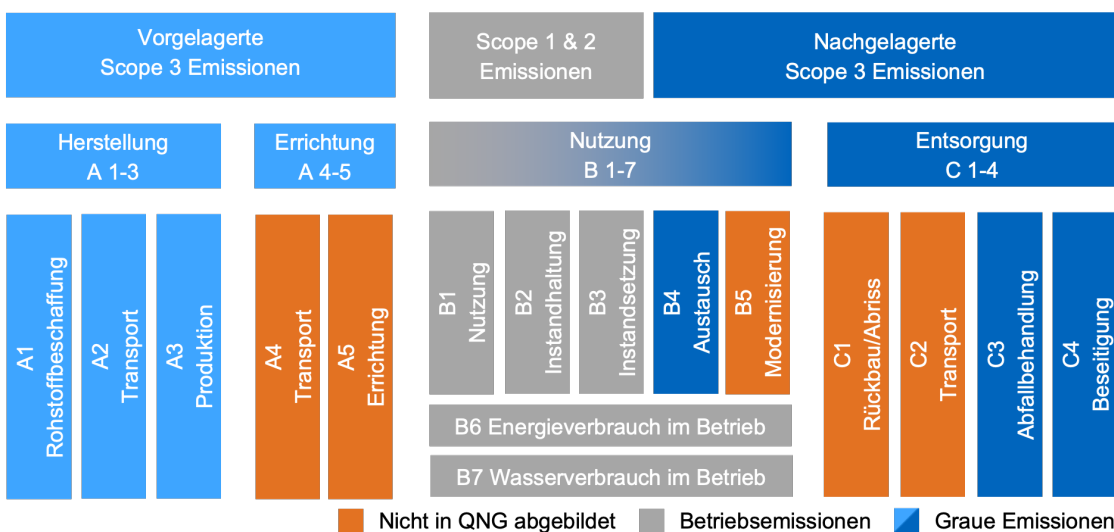 Vorgelagerte
Scope 3 Emissionen
Scope 1 & 2
Emissionen
Nachgelagerte
Scope 3 Emissionen
Herstellung
A 1-3
Errichtung
A 4-5
Nutzung
B 1-7
Entsorgung
C 1-4
A1
Rohstoffbeschaffung
A2
Transport
A3
Produktion
A4
Transport
A5
Errichtung
B1
Nutzung
B2
Instandhaltung
B3
Instandsetzung
B4
Austausch
B5
Modernisierung
C1
Rückbau/Abriss
C2
Transport
C3
Abfallbehandlung
C4
Beseitigung
B6 Energieverbrauch im Betrieb
B7 Wasserverbrauch im Betrieb
Nicht in QNG abgebildet
Betriebsemissionen
Graue Emissionen